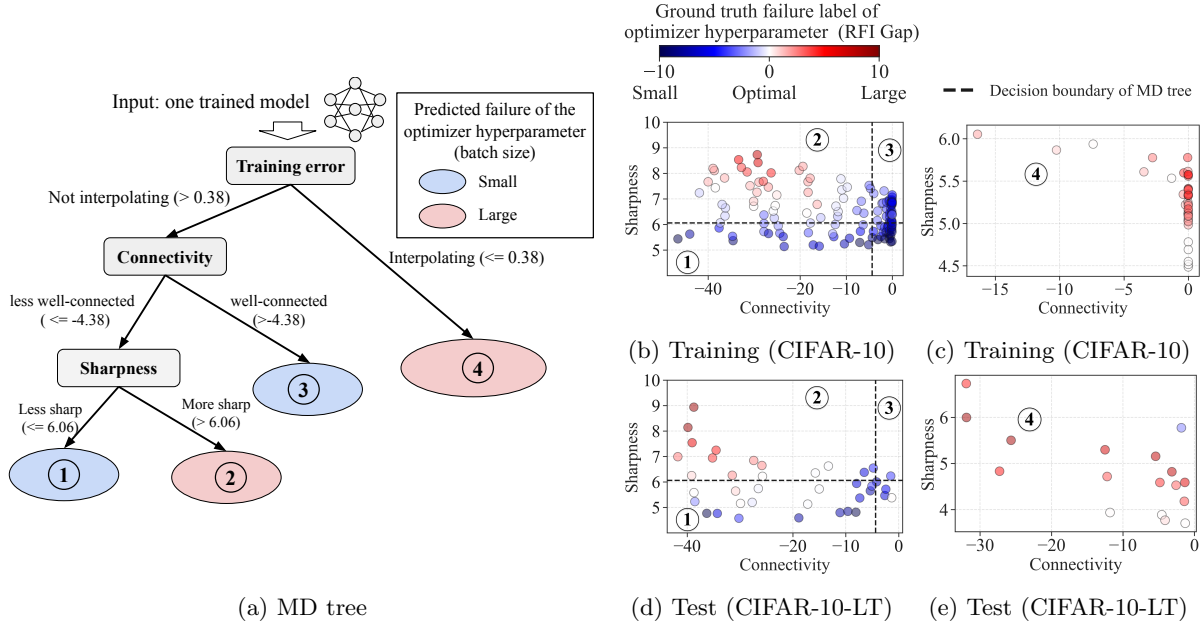 Input: one trained model
Training error
Not interpolating (> 0.38)
Interpolating (<= 0.38)
Connectivity
less well-connected
( <= -4.38)
well-connected
(>-4.38)
Sharpness
Less sharp
(<= 6.06)
More sharp
(> 6.06)
1
2
3
4
Predicted failure of the
optimizer hyperparameter
(batch size)
Small
Large
(a) MD tree
Ground truth failure label of
optimizer hyperparameter (RFI Gap)
−10 0 10
Small Optimal Large
Decision boundary of MD tree
10
9
8
7
6
5
Sharpness
1
2
3
−40 −30 −20 −10 0
Connectivity
(b) Training (CIFAR-10)
6.0
5.5
5.0
4.5
Sharpness
4
−15 −10 −5 0
Connectivity
(c) Training (CIFAR-10)
10
9
8
7
6
5
Sharpness
1
2
3
−40 −30 −20 −10 0
Connectivity
(d) Test (CIFAR-10-LT)
6
5
4
Sharpness
4
−30 −20 −10 0
Connectivity
(e) Test (CIFAR-10-LT)